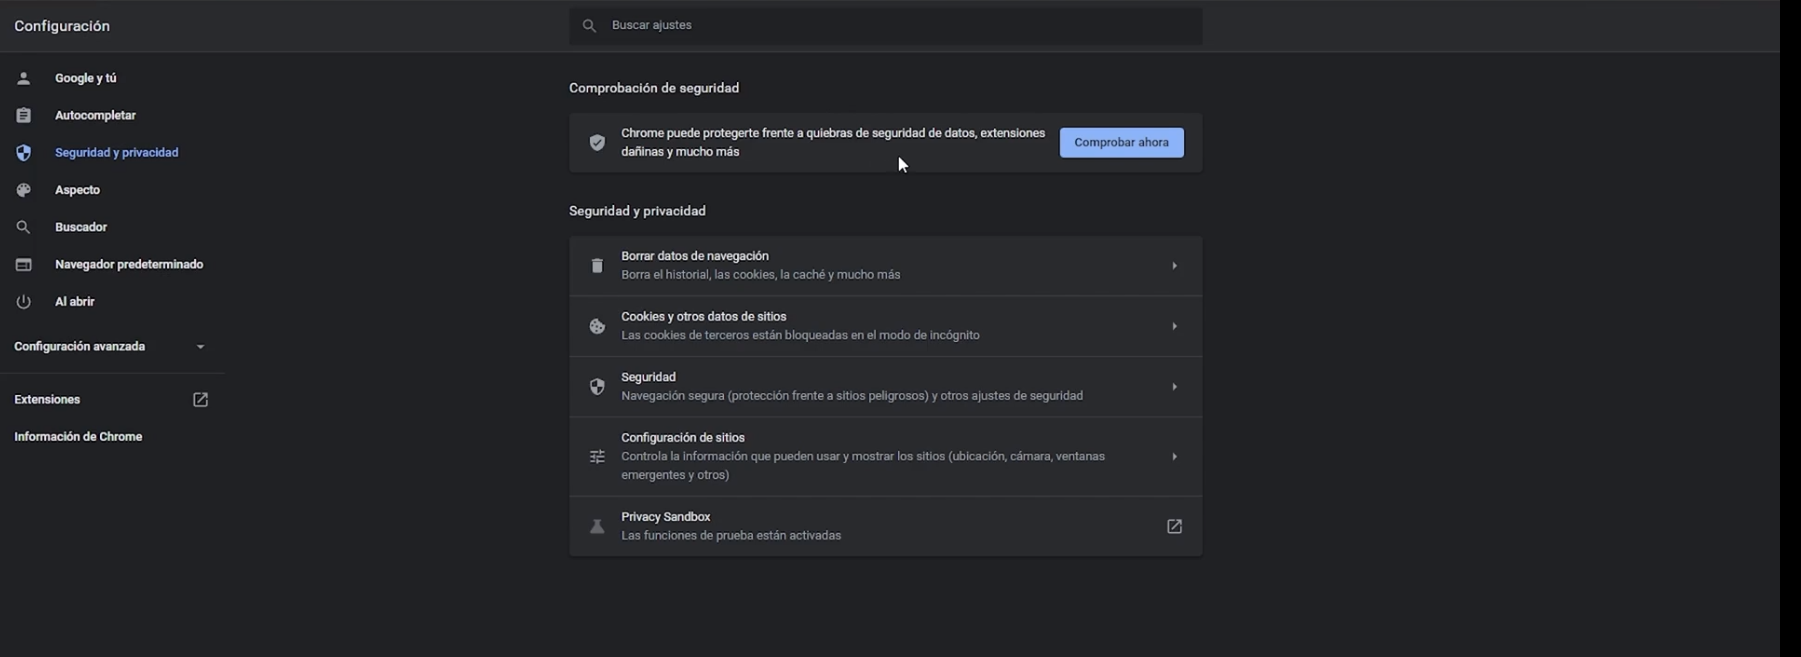 Configuración
Buscar ajustes
Google y tú
Autocompletar
Seguridad y privacidad
Aspecto
Buscador
Navegador predeterminado
Al abrir
Configuración avanzada
Extensiones
Información de Chrome
Comprobación de seguridad
Chrome puede protegerte frente a quiebras de seguridad de datos, extensiones
dañinas y mucho más
Comprobar ahora
Seguridad y privacidad
Borrar datos de navegación
Borra el historial, las cookies, la caché y mucho más
Cookies y otros datos de sitios
Las cookies de terceros están bloqueadas en el modo de incógnito
Seguridad
Navegación segura (protección frente a sitios peligrosos) y otros ajustes de seguridad
Configuración de sitios
Controla la información que pueden usar y mostrar los sitios (ubicación, cámara, ventanas
emergentes y otros)
Privacy Sandbox
Las funciones de prueba están activadas